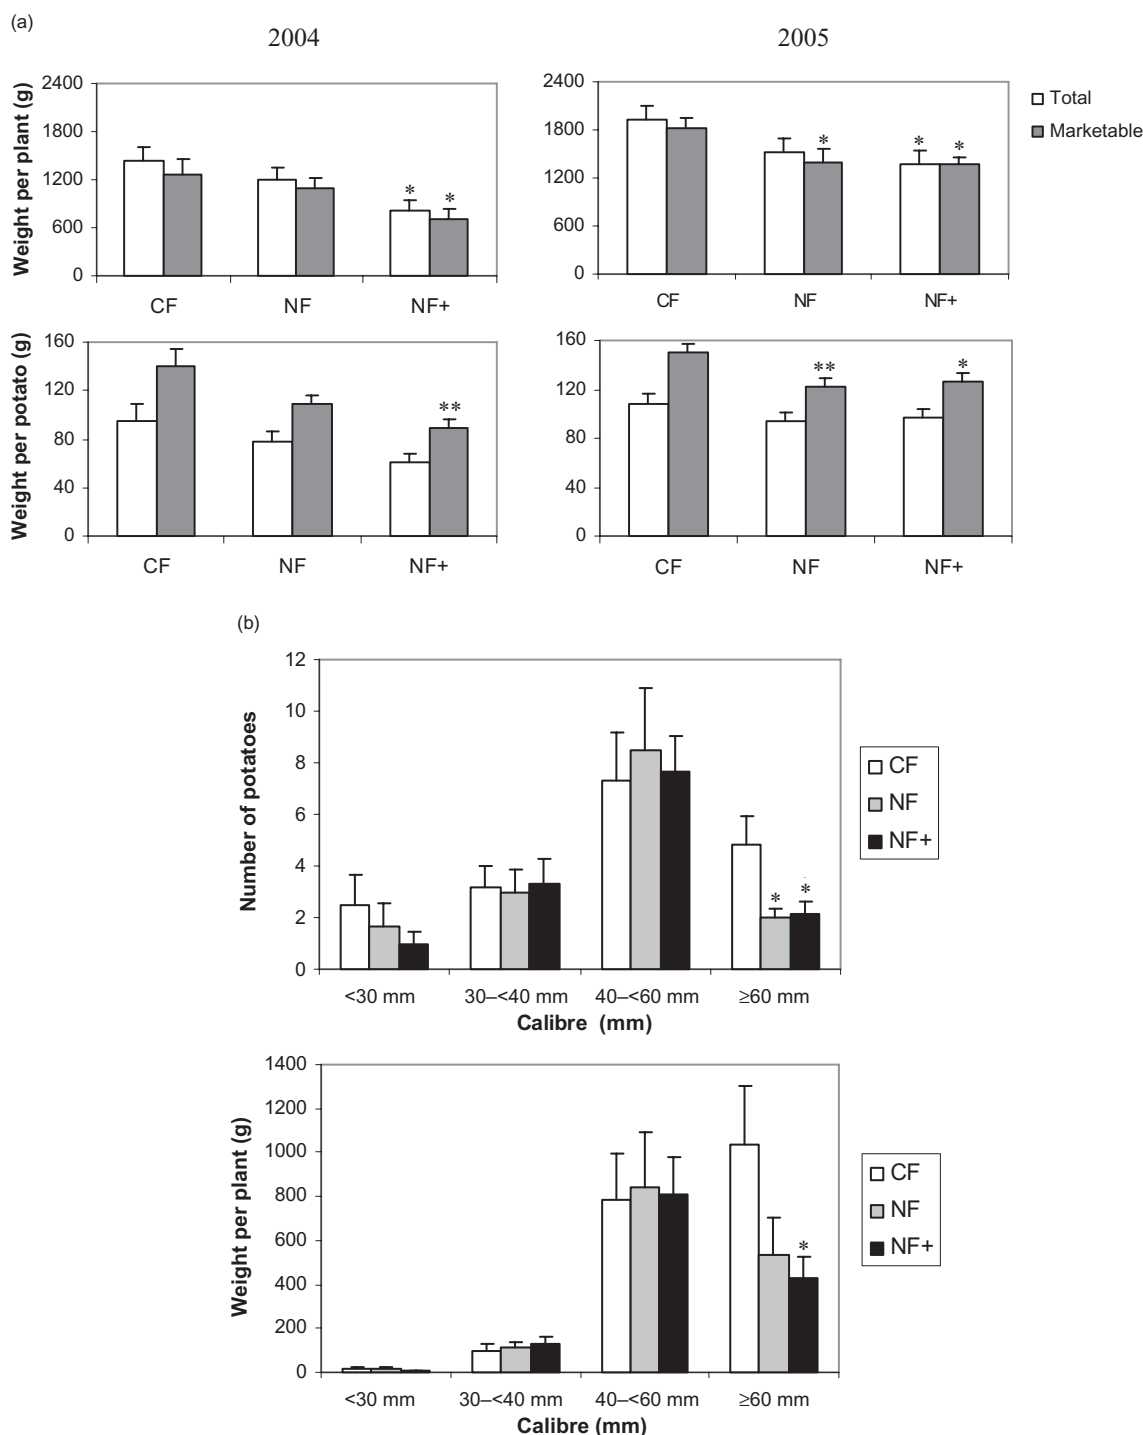 (a)
2004
2005
Weight per plant (g)
2400
1800
1200
600
0
* *
CF NF NF+
2400
1800
1200
600
0
* * *
CF NF NF+
Total
Marketable
Weight per potato (g)
160
120
80
40
0
**
CF NF NF+
160
120
80
40
0
** *
CF NF NF+
(b)
Number of potatoes
12
10
8
6
4
2
0
* *
<30 mm 30–<40 mm 40–<60 mm ≥60 mm
Calibre (mm)
CF
NF
NF+
Weight per plant (g)
1400
1200
1000
800
600
400
200
0
*
<30 mm 30–<40 mm 40–<60 mm ≥60 mm
Calibre (mm)
CF
NF
NF+